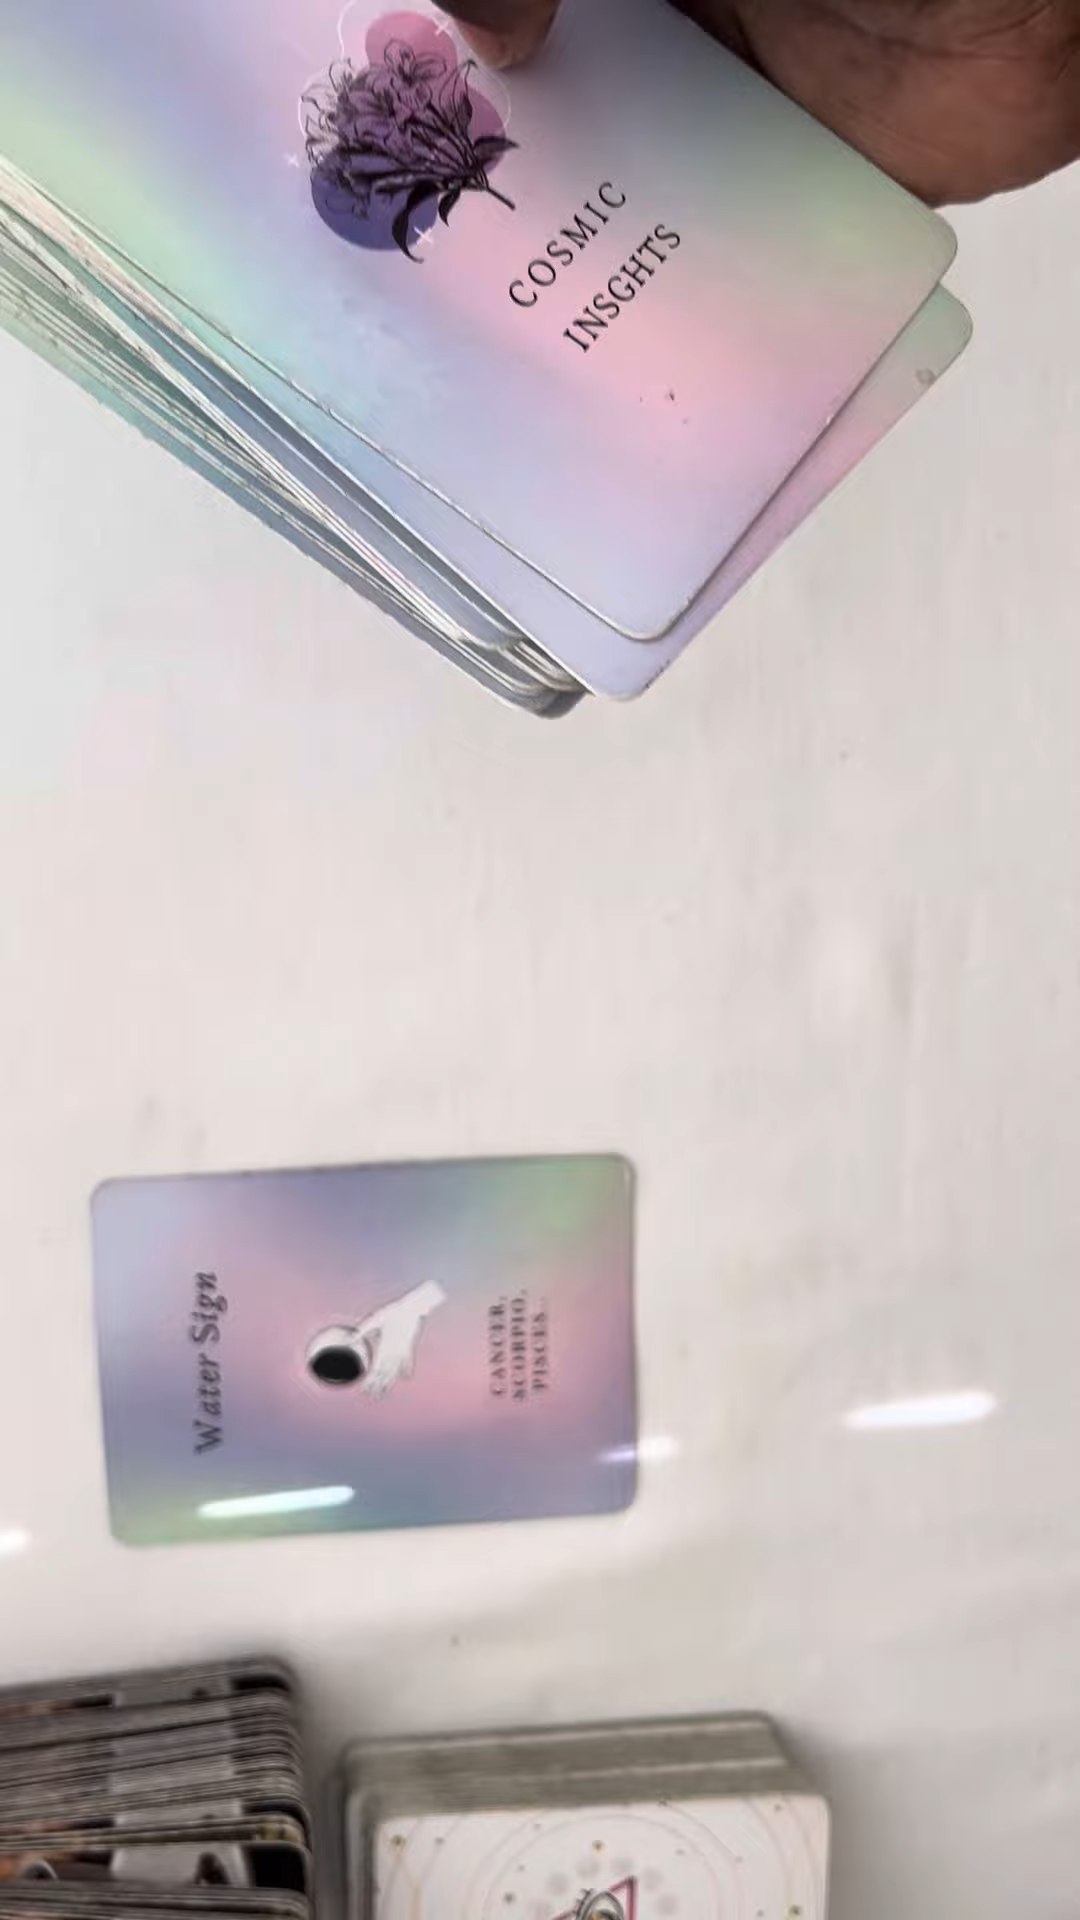 COSMIC
INSGHTS
Water Sign
CANCER,
SCORPIO,
PISCES.